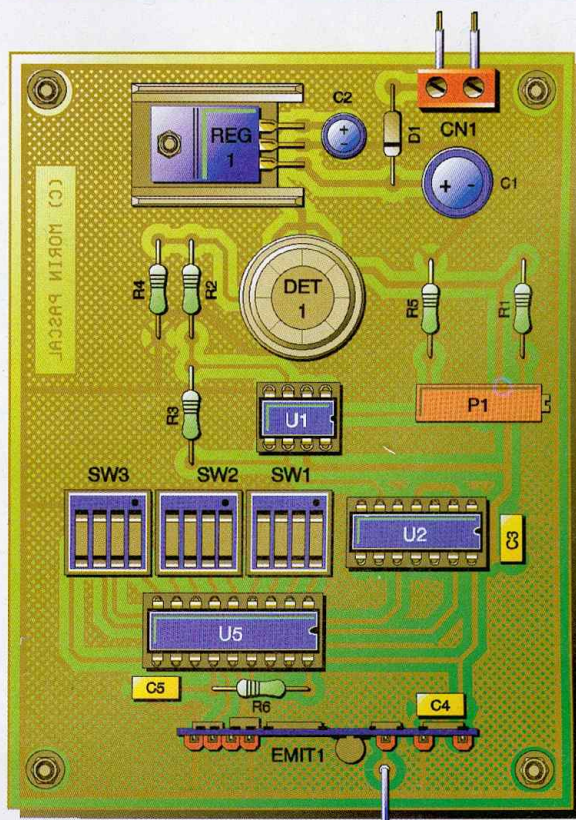 C2
REG
1
D1
CN1
C1
(C) MORIN PASCAL
R4
R2
DET
1
R5
R1
R3
U1
P1
SW3
SW2
SW1
U2
C3
U5
C5
R6
C4
EMIT1